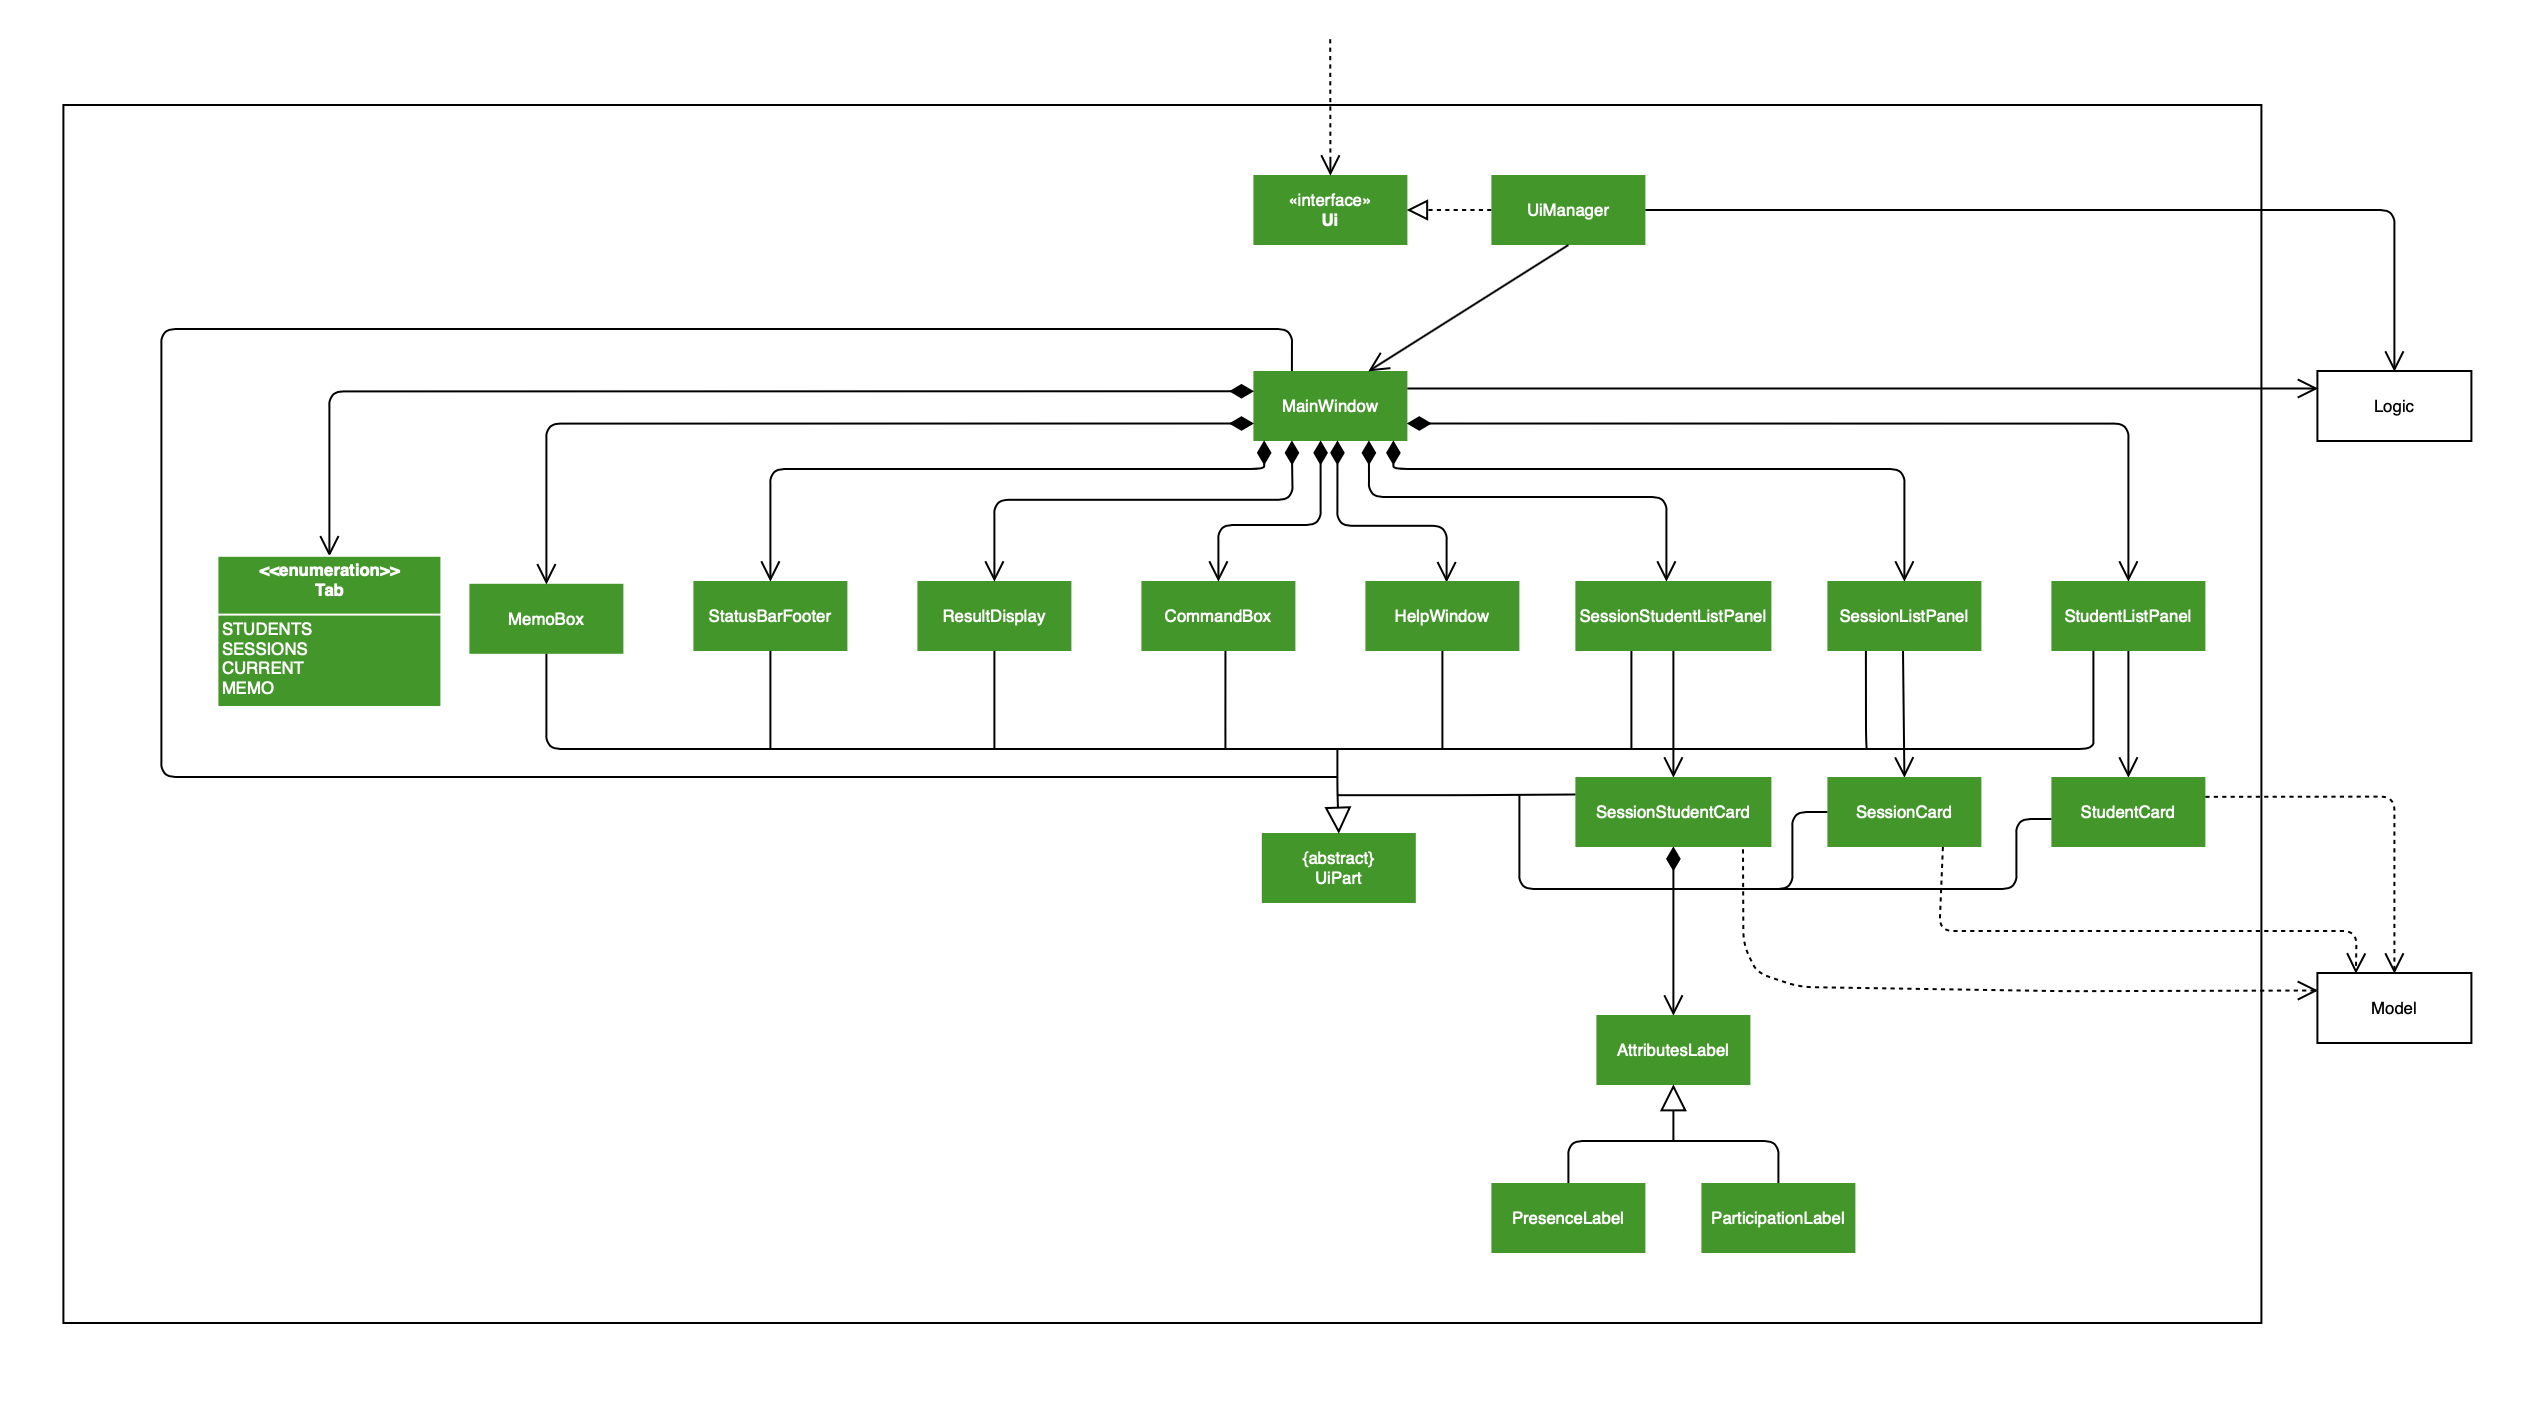 «interface»
Ui
UiManager
MainWindow
Logic
<<enumeration>>
Tab
STUDENTS
SESSIONS
CURRENT
MEMO
MemoBox
StatusBarFooter
ResultDisplay
CommandBox
HelpWindow
SessionStudentListPanel
SessionListPanel
StudentListPanel
SessionStudentCard
SessionCard
StudentCard
{abstract}
UiPart
Model
AttributesLabel
PresenceLabel
ParticipationLabel